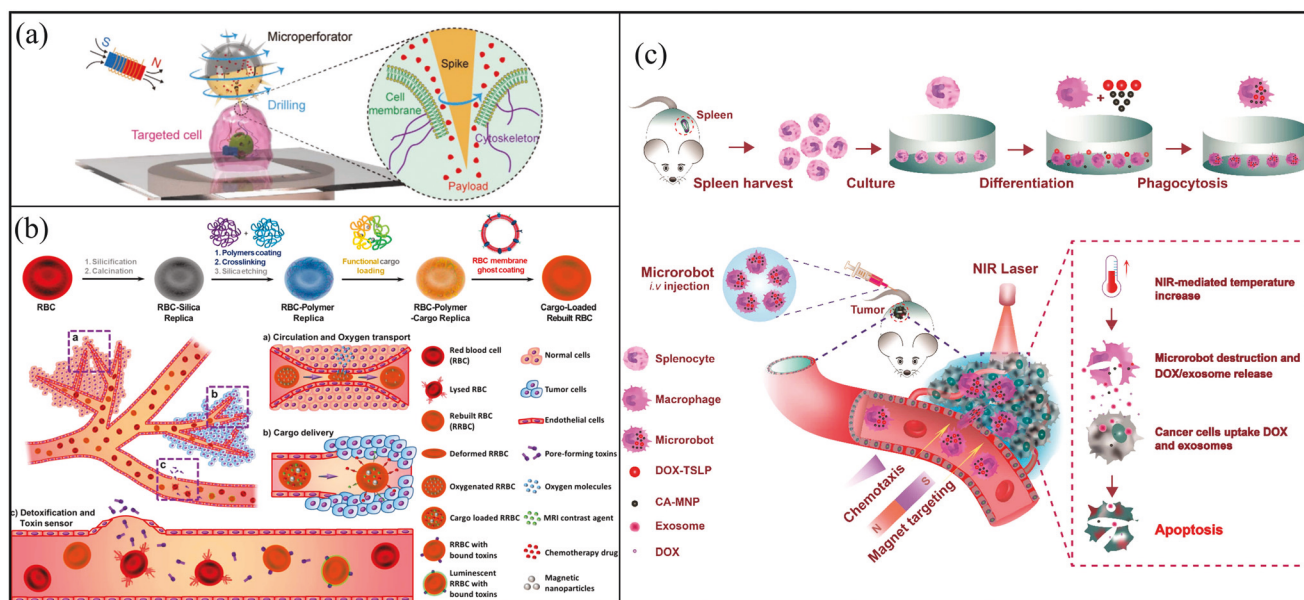 (a)
S
N
Microperforator
Drilling
Targeted cell
Spike
Cell
membrane
Cytoskeleton
Payload
(b)
1. Silicification
2. Calcination
+
1. Polymers coating
2. Crosslinking
3. Silica etching
Functional cargo
loading
RBC membrane
ghost coating
RBC
RBC-Silica
Replica
RBC-Polymer
Replica
RBC-Polymer
-Cargo Replica
Cargo-Loaded
Rebuilt RBC
a
b
c
a) Circulation and Oxygen transport
b) Cargo delivery
c) Detoxification and
Toxin sensor
Red blood cell
(RBC)
Lysed RBC
Rebuilt RBC
(RRBC)
Deformed RRBC
Oxygenated RRBC
Cargo loaded RRBC
RRBC with
bound toxins
Luminescent
RRBC with
bound toxins
Normal cells
Tumor cells
Endothelial cells
Pore-forming toxins
Oxygen molecules
MRI contrast agent
Chemotherapy drug
Magnetic
nanoparticles
(c)
Spleen
+
Spleen harvest
Culture
Differentiation
Phagocytosis
Microrobot
i.v injection
Tumor
NIR Laser
Splenocyte
Macrophage
Microrobot
DOX-TSLP
CA-MNP
Exosome
DOX
Chemotaxis
N
S
Magnet targeting
NIR-mediated temperature
increase
Microrobot destruction and
DOX/exosome release
Cancer cells uptake DOX
and exosomes
Apoptosis